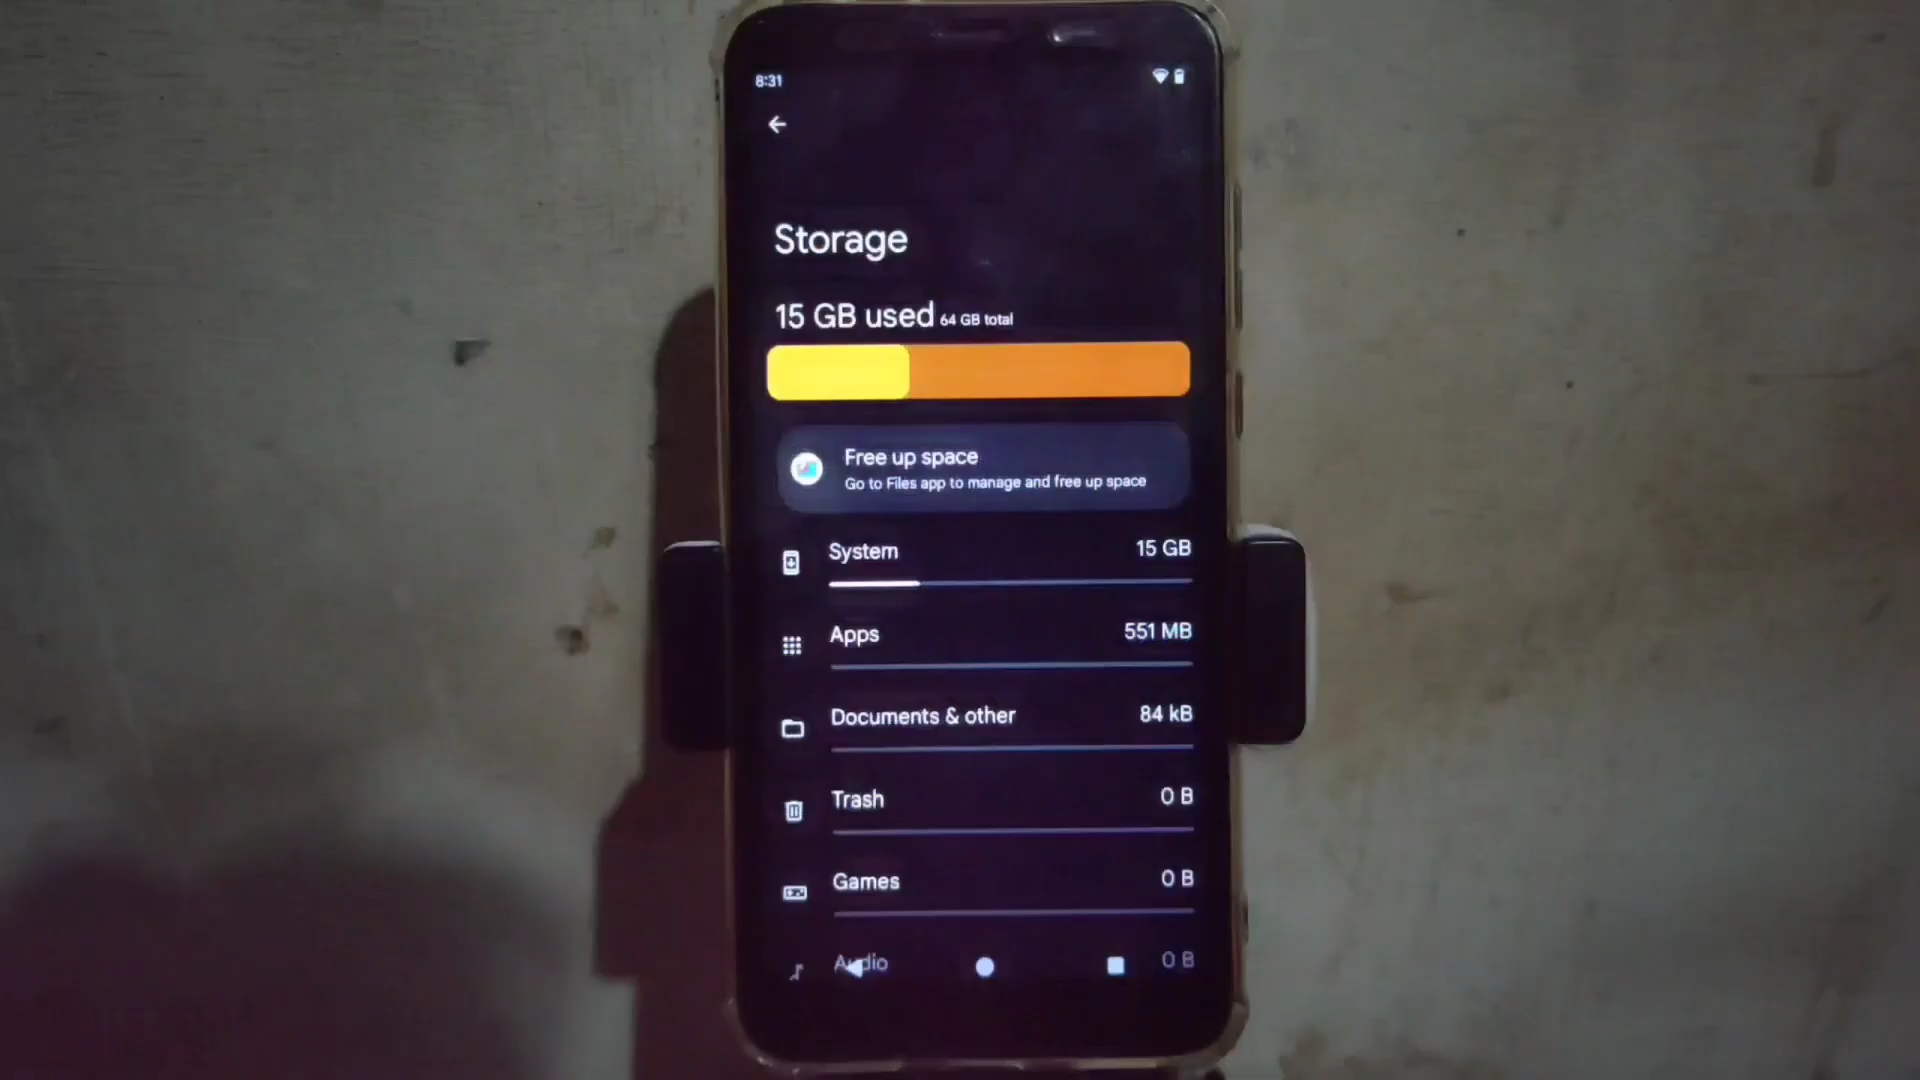 8:31
Storage
15 GB used 64 GB total
Free up space
Go to Files app to manage and free up space
System 15 GB
Apps 551 MB
Documents & other 84 kB
Trash 0 B
Games 0 B
Audio 0 B